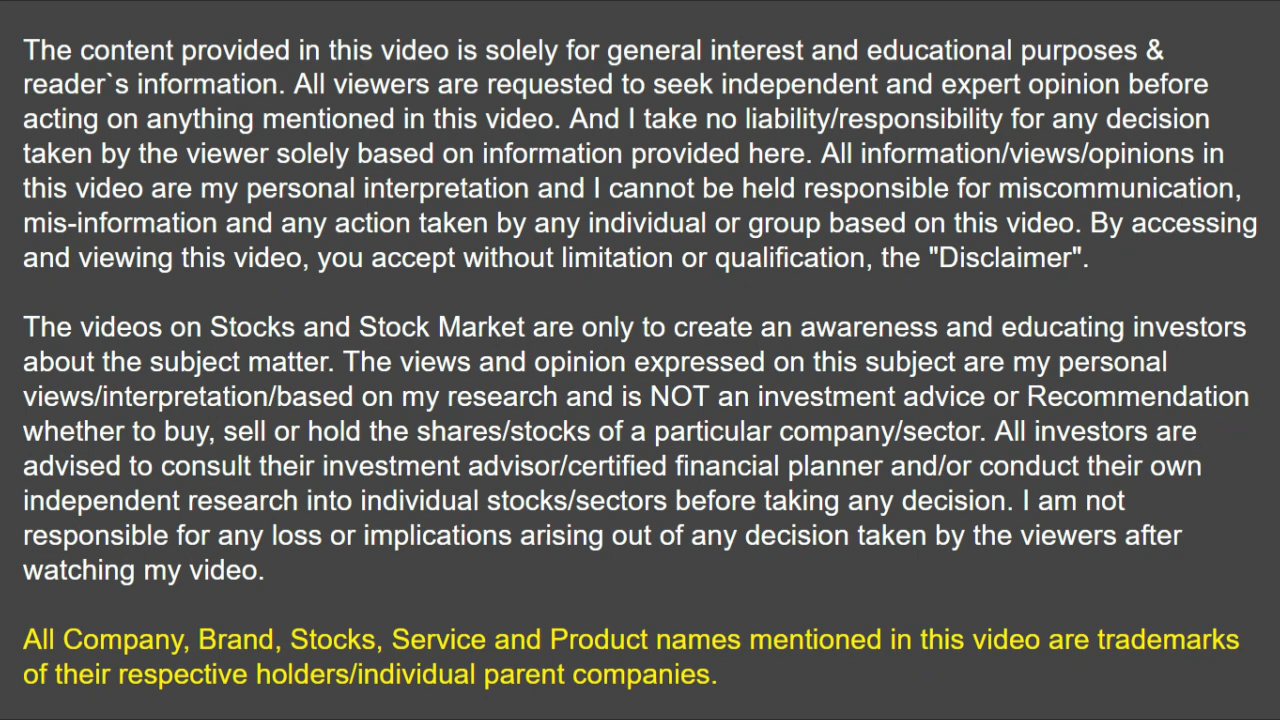 The content provided in this video is solely for general interest and educational purposes &
reader`s information. All viewers are requested to seek independent and expert opinion before
acting on anything mentioned in this video. And I take no liability/responsibility for any decision
taken by the viewer solely based on information provided here. All information/views/opinions in
this video are my personal interpretation and I cannot be held responsible for miscommunication,
mis-information and any action taken by any individual or group based on this video. By accessing
and viewing this video, you accept without limitation or qualification, the "Disclaimer".
The videos on Stocks and Stock Market are only to create an awareness and educating investors
about the subject matter. The views and opinion expressed on this subject are my personal
views/interpretation/based on my research and is NOT an investment advice or Recommendation
whether to buy, sell or hold the shares/stocks of a particular company/sector. All investors are
advised to consult their investment advisor/certified financial planner and/or conduct their own
independent research into individual stocks/sectors before taking any decision. I am not
responsible for any loss or implications arising out of any decision taken by the viewers after
watching my video.
All Company, Brand, Stocks, Service and Product names mentioned in this video are trademarks
of their respective holders/individual parent companies.